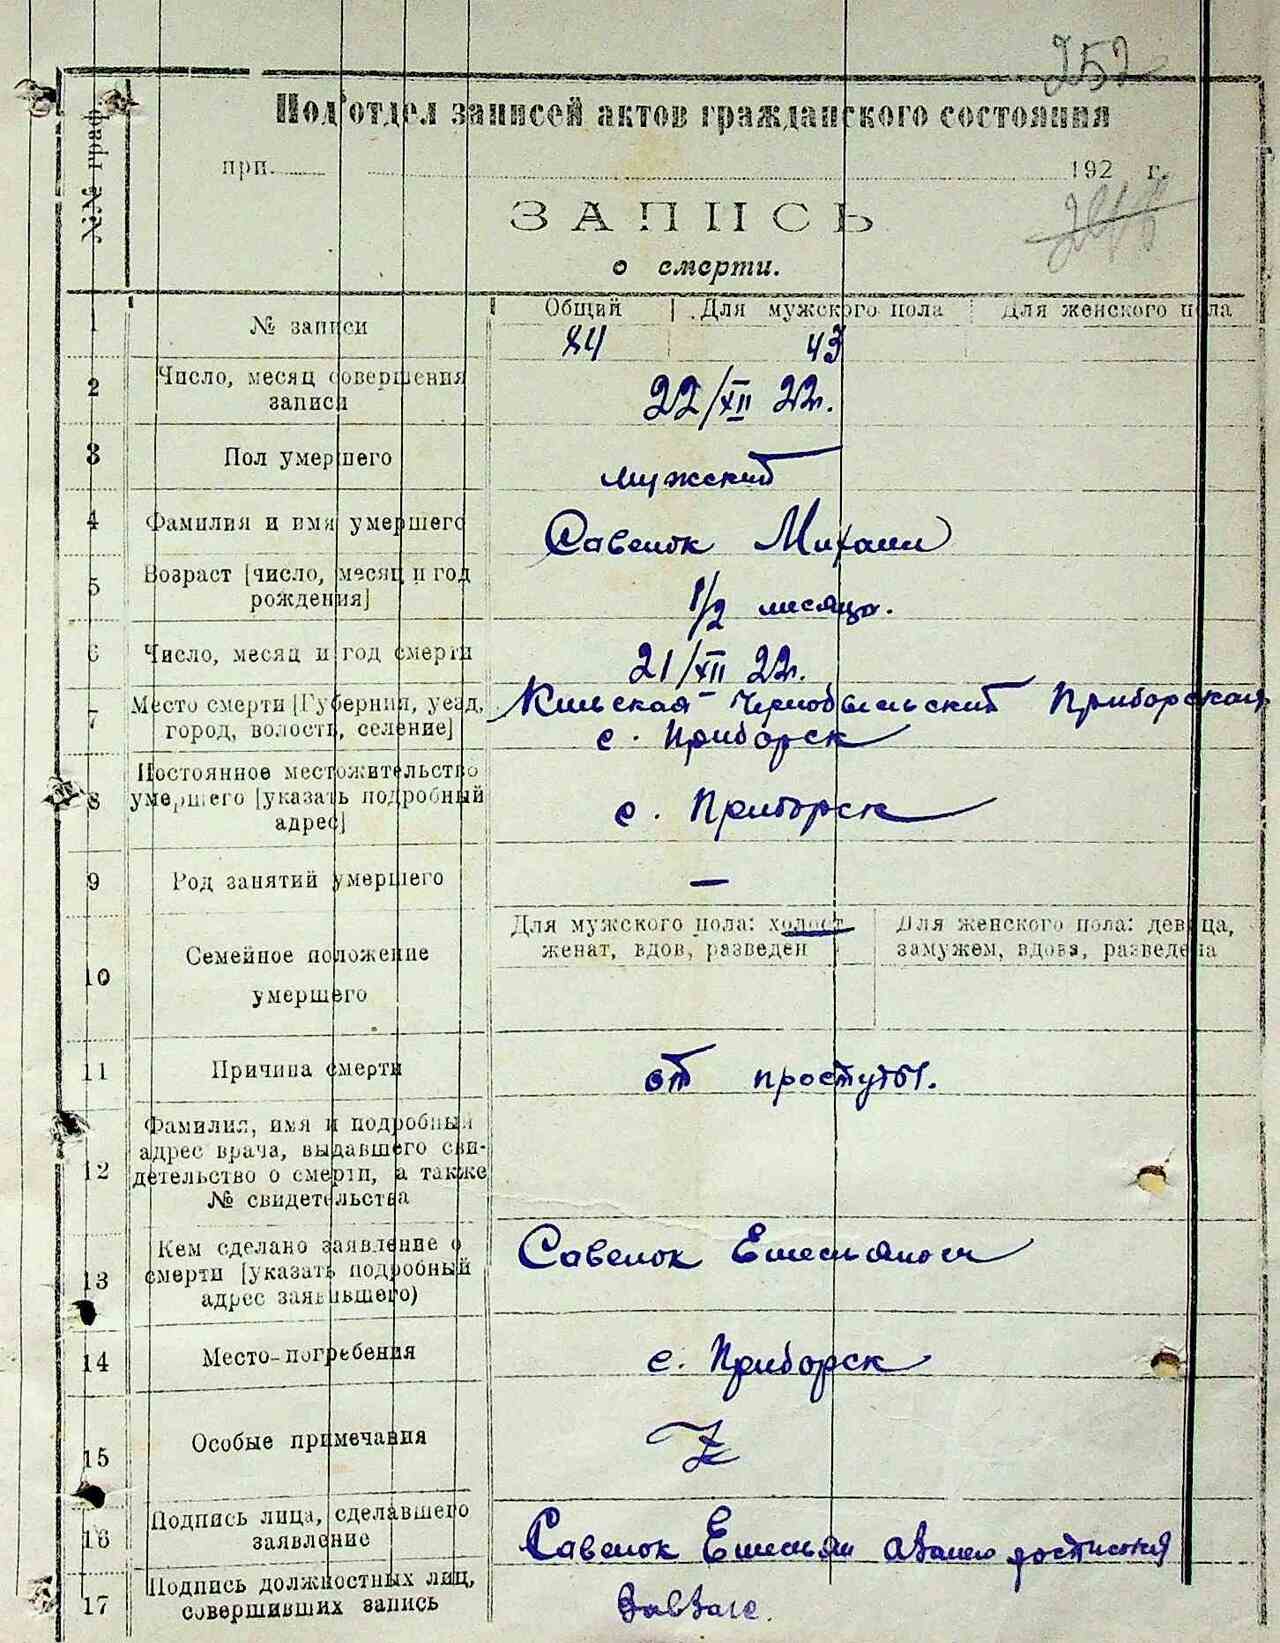 252
Подотдел записей актов гражданского состояния
при 192 г.
ЗАПИСЬ
о смерти.
№№ граф
Общий Для мужского пола Для женского пола
1 № записи 84 43
2 Число, месяц совершения записи 22/XII 22г.
3 Пол умершего мужский
4 Фамилия и имя умершего Савенок Михаил
5 Возраст [число, месяц и год рождения] 1/2 месяца.
6 Число, месяц и год смерти 21/XII 22г.
7 Место смерти [Губерния, уезд, город, волость, селение] Киевская Чернобыльский Приборская
с. Приборск
8 Постоянное местожительство умершего [указать подробный адрес] с. Приборск
9 Род занятий умершего —
10 Семейное положение умершего
Для мужского пола: холост женат, вдов, разведен
Для женского пола: девица, замужем, вдова, разведена
11 Причина смерти от простуты.
12 Фамилия, имя и подробный адрес врача, выдавшего свидетельство о смерти, а также № свидетельства
13 Кем сделано заявление о смерти [указать подробный адрес заявившего) Савенок Емельяном
14 Место-погребения с. Приборск
15 Особые примечания
16 Подпись лица, сделавшего заявление Савенок Емельян
17 Подпись должностных лиц, совершивших запись ЗавЗагс.